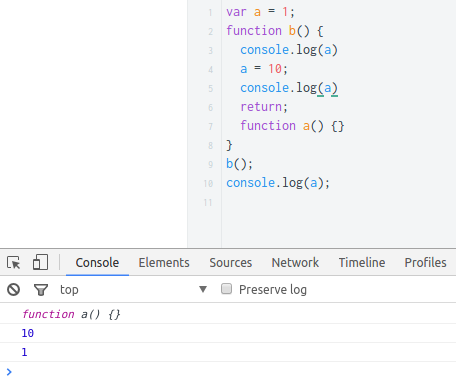 1 var a = 1;
2 function b() {
3   console.log(a)
4   a = 10;
5   console.log(a)
6   return;
7   function a() {}
8 }
9 b();
10 console.log(a);
11
Console Elements Sources Network Timeline Profiles
top Preserve log
function a() {}
10
1